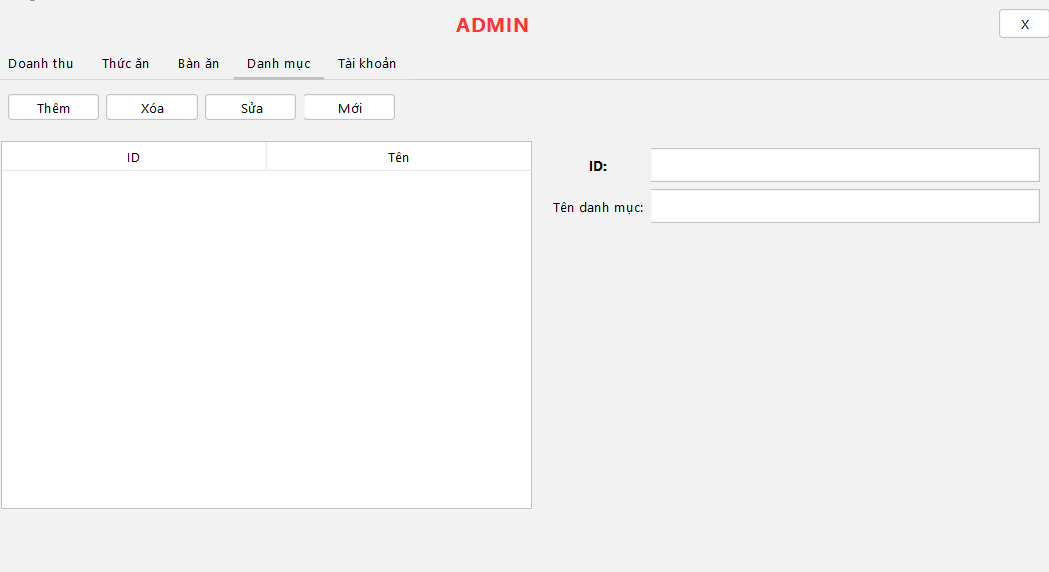 ADMIN
X
Doanh thu Thức ăn Bàn ăn Danh mục Tài khoản
Thêm Xóa Sửa Mới
ID Tên
ID:
Tên danh mục: